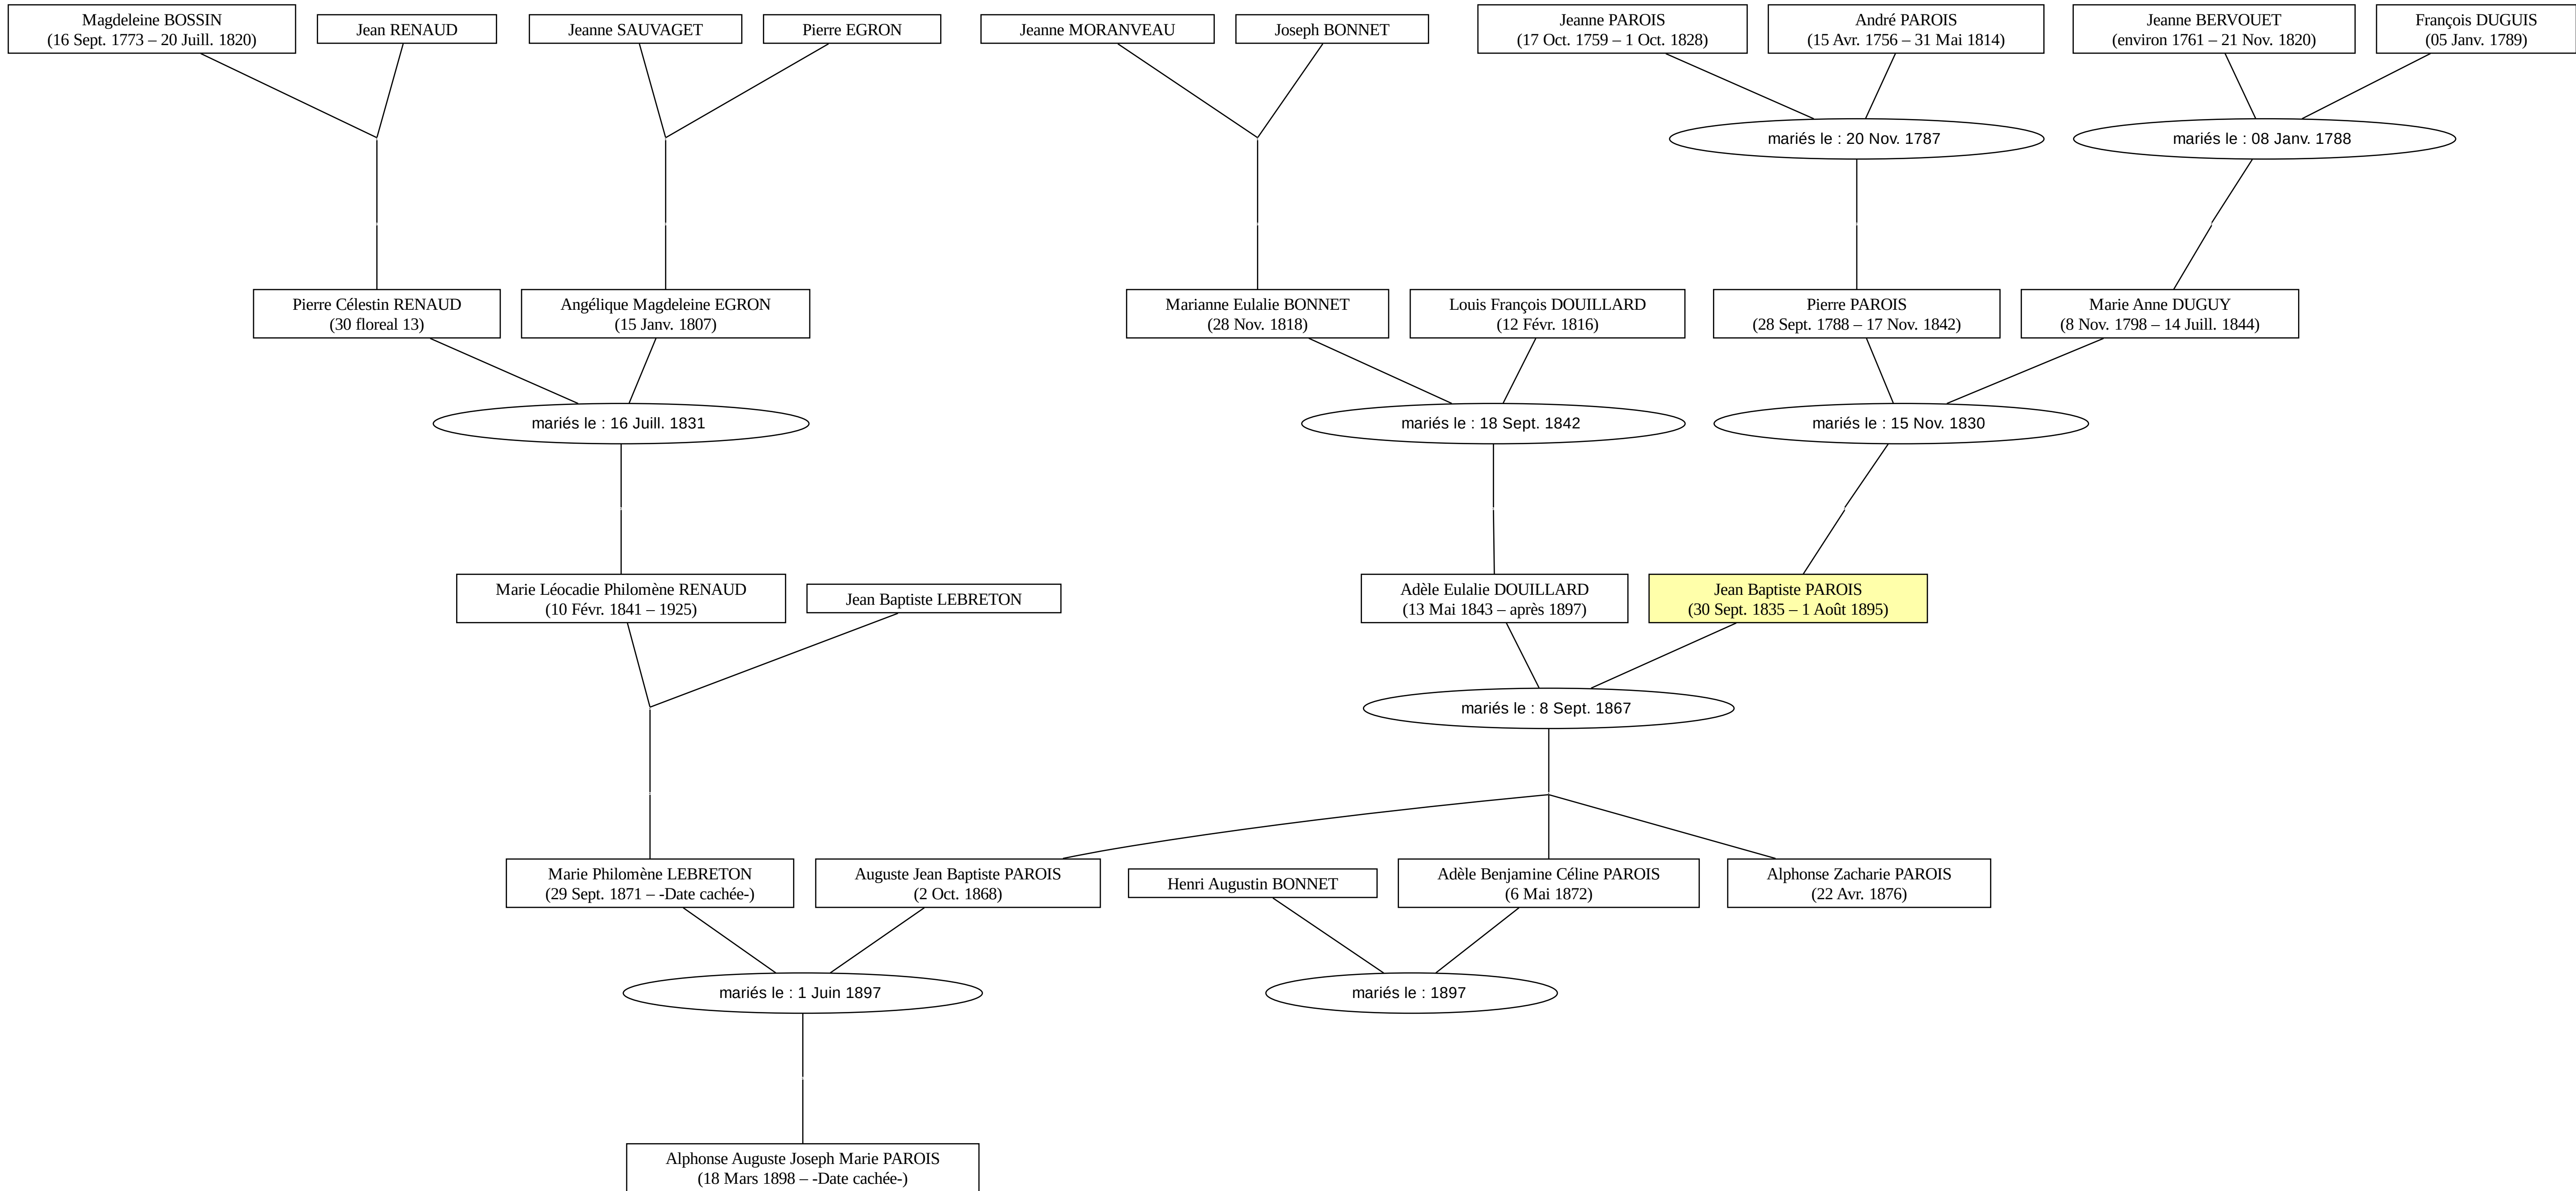 Magdeleine BOSSIN
(16 Sept. 1773 – 20 Juill. 1820)
Jean RENAUD
Jeanne SAUVAGET
Pierre EGRON
Jeanne MORANVEAU
Joseph BONNET
Jeanne PAROIS
(17 Oct. 1759 – 1 Oct. 1828)
André PAROIS
(15 Avr. 1756 – 31 Mai 1814)
Jeanne BERVOUET
(environ 1761 – 21 Nov. 1820)
François DUGUIS
(05 Janv. 1789)
mariés le : 20 Nov. 1787
mariés le : 08 Janv. 1788
Pierre Célestin RENAUD
(30 floreal 13)
Angélique Magdeleine EGRON
(15 Janv. 1807)
Marianne Eulalie BONNET
(28 Nov. 1818)
Louis François DOUILLARD
(12 Févr. 1816)
Pierre PAROIS
(28 Sept. 1788 – 17 Nov. 1842)
Marie Anne DUGUY
(8 Nov. 1798 – 14 Juill. 1844)
mariés le : 16 Juill. 1831
mariés le : 18 Sept. 1842
mariés le : 15 Nov. 1830
Marie Léocadie Philomène RENAUD
(10 Févr. 1841 – 1925)
Jean Baptiste LEBRETON
Adèle Eulalie DOUILLARD
(13 Mai 1843 – après 1897)
Jean Baptiste PAROIS
(30 Sept. 1835 – 1 Août 1895)
mariés le : 8 Sept. 1867
Marie Philomène LEBRETON
(29 Sept. 1871 – -Date cachée-)
Auguste Jean Baptiste PAROIS
(2 Oct. 1868)
Henri Augustin BONNET
Adèle Benjamine Céline PAROIS
(6 Mai 1872)
Alphonse Zacharie PAROIS
(22 Avr. 1876)
mariés le : 1 Juin 1897
mariés le : 1897
Alphonse Auguste Joseph Marie PAROIS
(18 Mars 1898 – -Date cachée-)